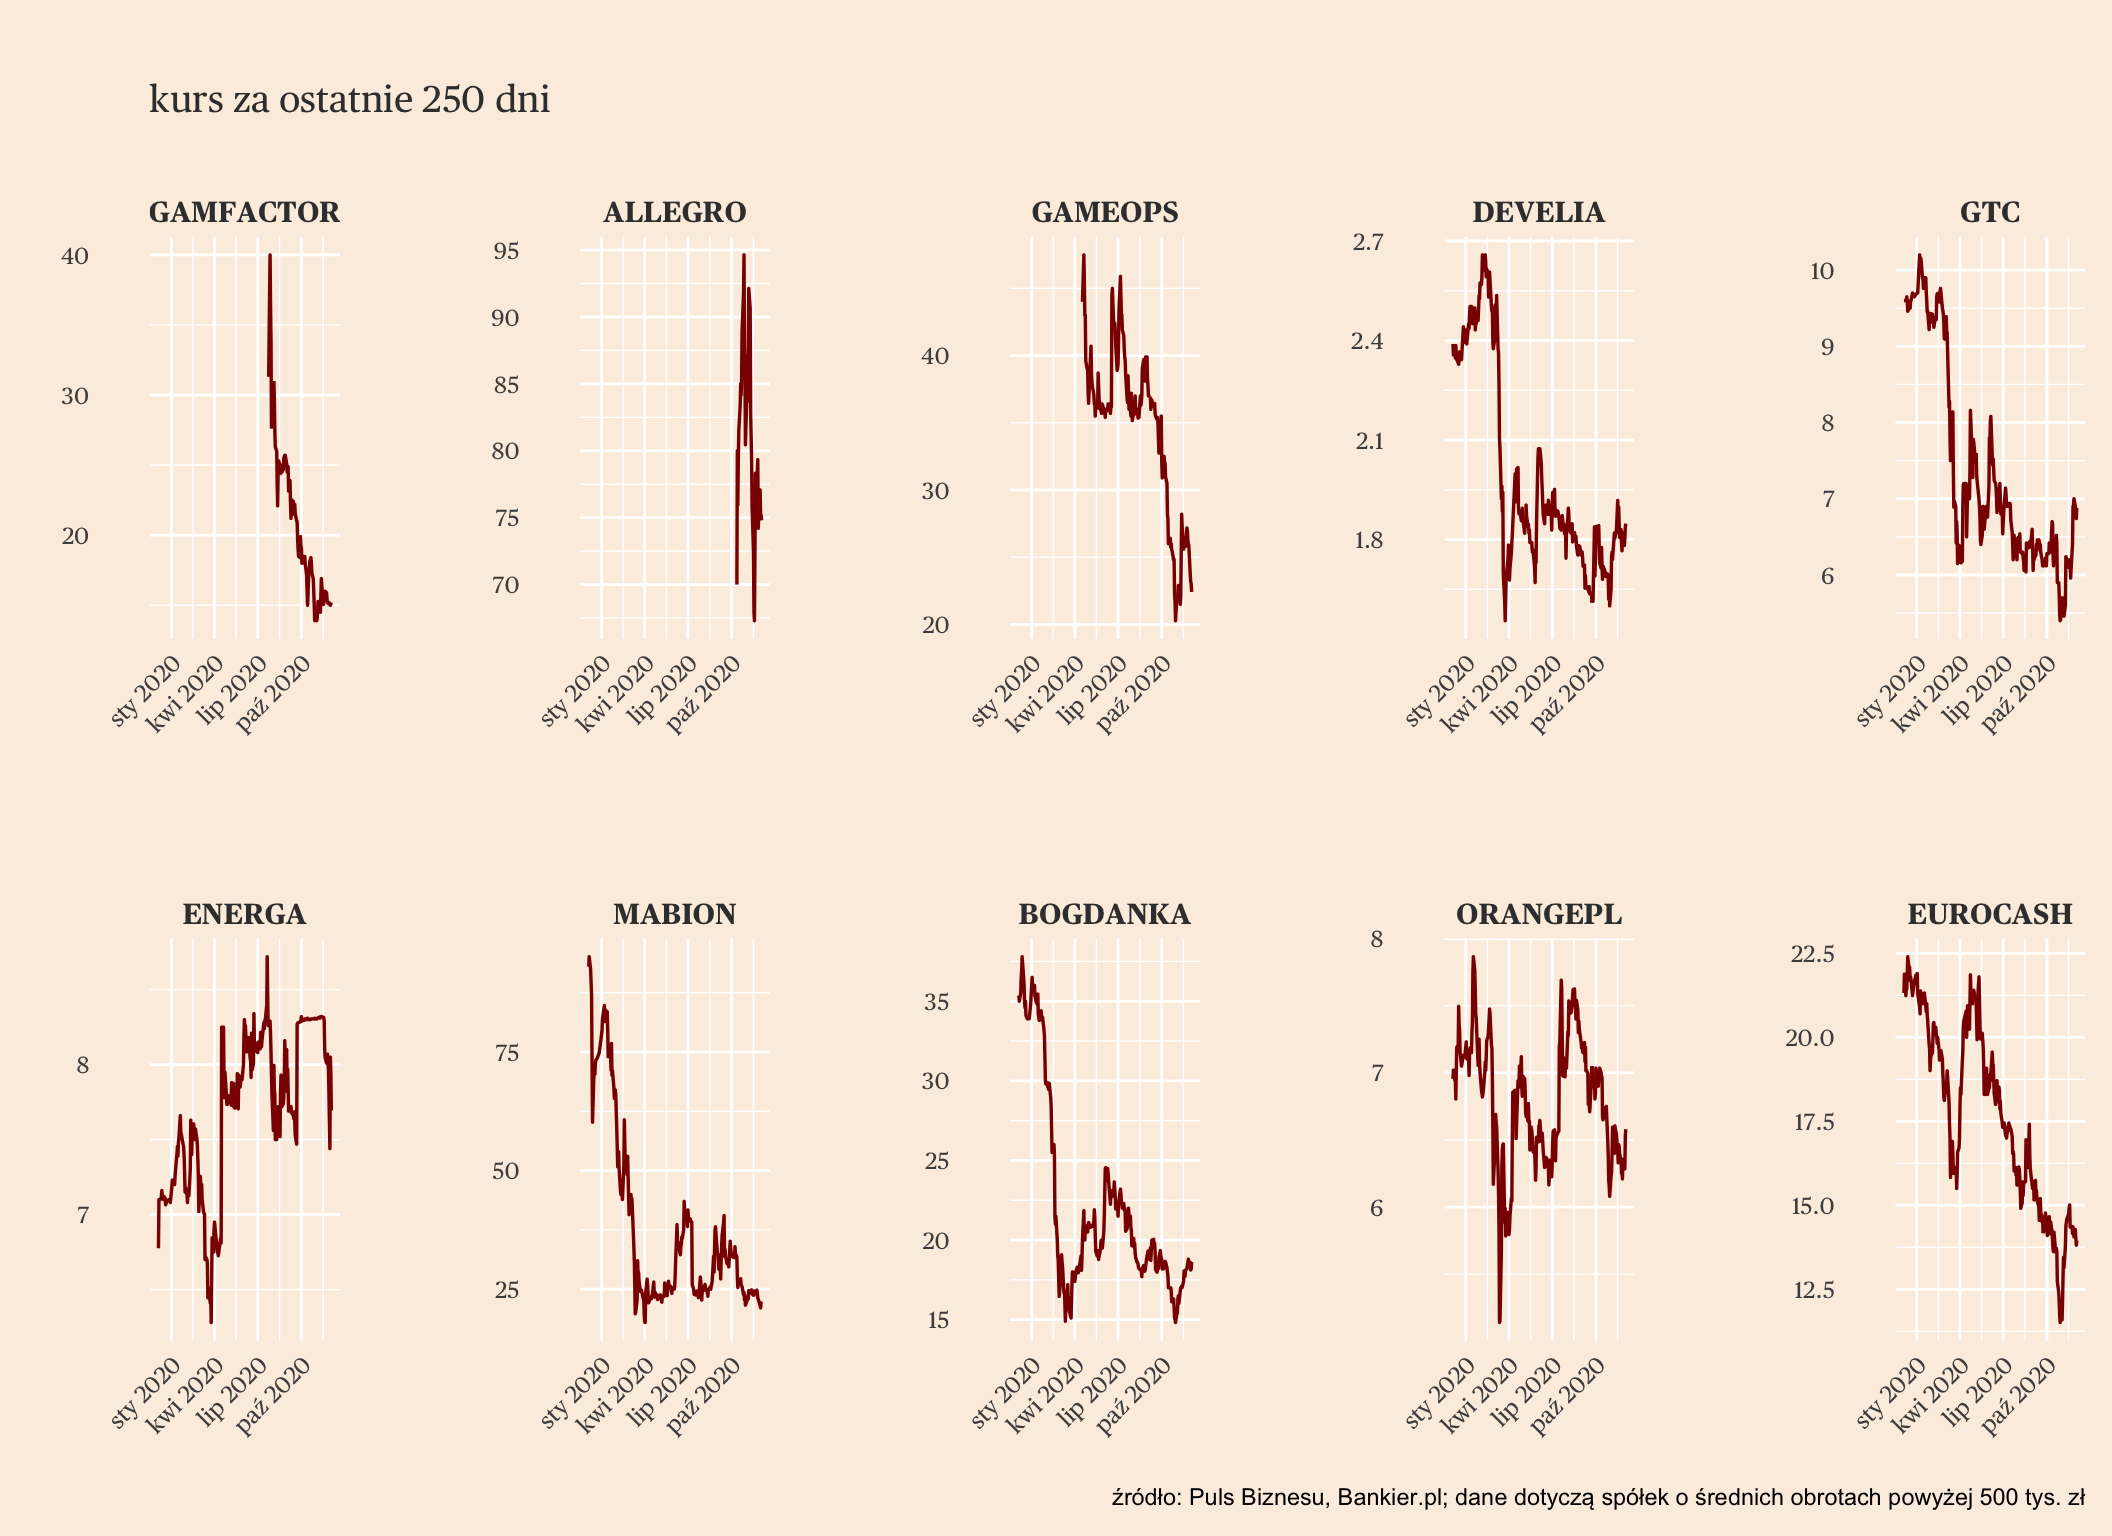 kurs za ostatnie 250 dni
GAMFACTOR
40
30
20
sty 2020
kwi 2020
lip 2020
paź 2020
ALLEGRO
95
90
85
80
75
70
sty 2020
kwi 2020
lip 2020
paź 2020
GAMEOPS
40
30
20
sty 2020
kwi 2020
lip 2020
paź 2020
DEVELIA
2.7
2.4
2.1
1.8
sty 2020
kwi 2020
lip 2020
paź 2020
GTC
10
9
8
7
6
sty 2020
kwi 2020
lip 2020
paź 2020
ENERGA
8
7
sty 2020
kwi 2020
lip 2020
paź 2020
MABION
75
50
25
sty 2020
kwi 2020
lip 2020
paź 2020
BOGDANKA
35
30
25
20
15
sty 2020
kwi 2020
lip 2020
paź 2020
ORANGEPL
8
7
6
sty 2020
kwi 2020
lip 2020
paź 2020
EUROCASH
22.5
20.0
17.5
15.0
12.5
sty 2020
kwi 2020
lip 2020
paź 2020
źródło: Puls Biznesu, Bankier.pl; dane dotyczą spółek o średnich obrotach powyżej 500 tys. zł